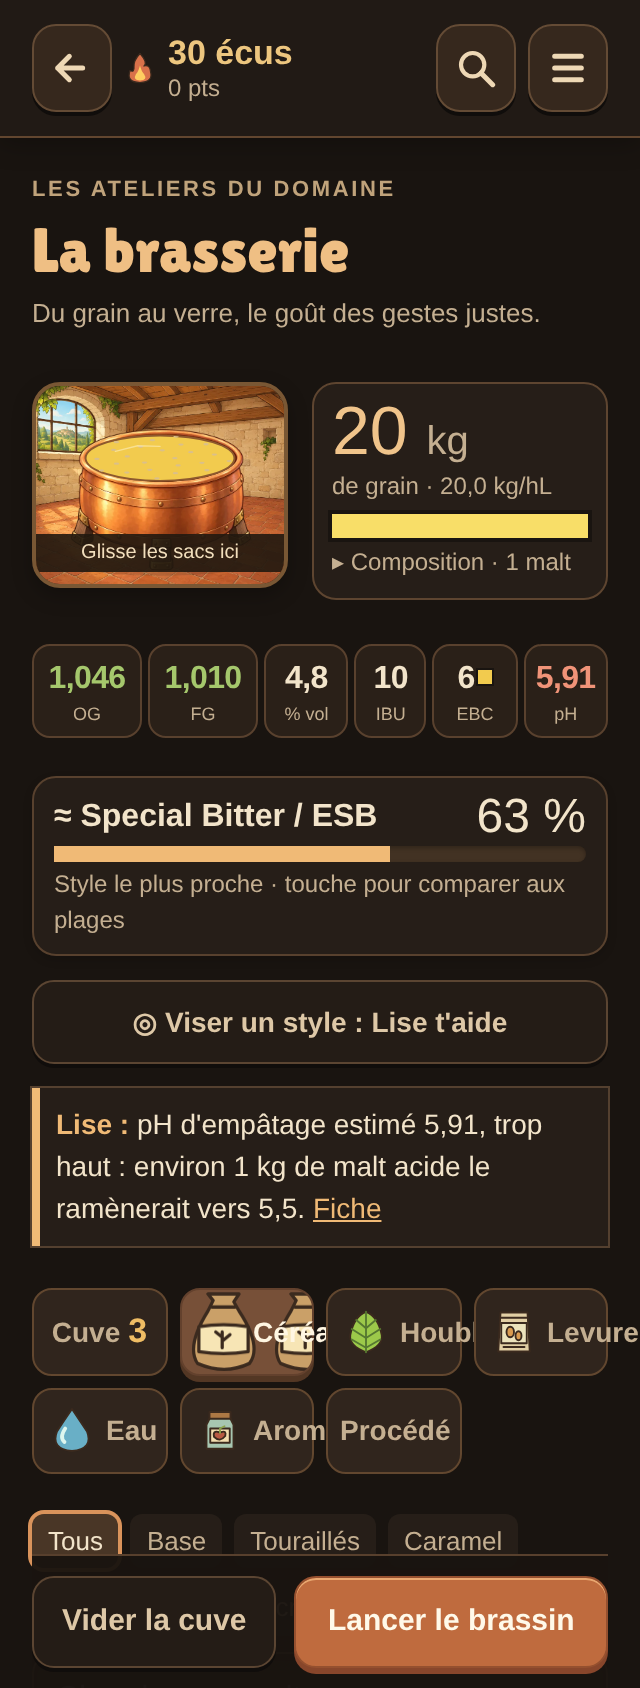 30 écus
0 pts
LES ATELIERS DU DOMAINE
La brasserie
Du grain au verre, le goût des gestes justes.
Glisse les sacs ici
20 kg
de grain · 20,0 kg/hL
▸ Composition · 1 malt
1,046 1,010 4,8 10 6 5,91
OG FG % vol IBU EBC pH
≈ Special Bitter / ESB 63 %
Style le plus proche · touche pour comparer aux
plages
◎ Viser un style : Lise t'aide
Lise : pH d'empâtage estimé 5,91, trop
haut : environ 1 kg de malt acide le
ramènerait vers 5,5. Fiche
Cuve 3 Céréa Houb Levure
Eau Arom Procédé
Tous Base Touraillés Caramel
Vider la cuve Lancer le brassin